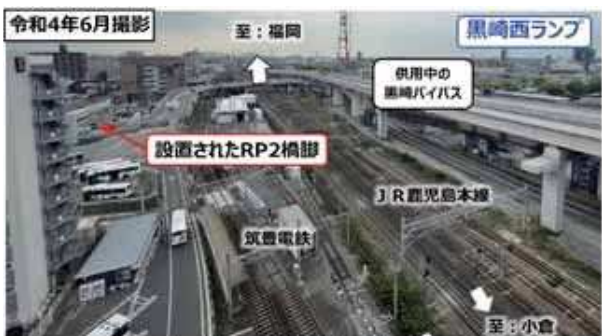 令和4年6月撮影
至：福岡
黒崎西ランプ
供用中の
黒崎バイパス
設置されたRP2橋脚
JR鹿児島本線
筑豊電鉄
至：小倉